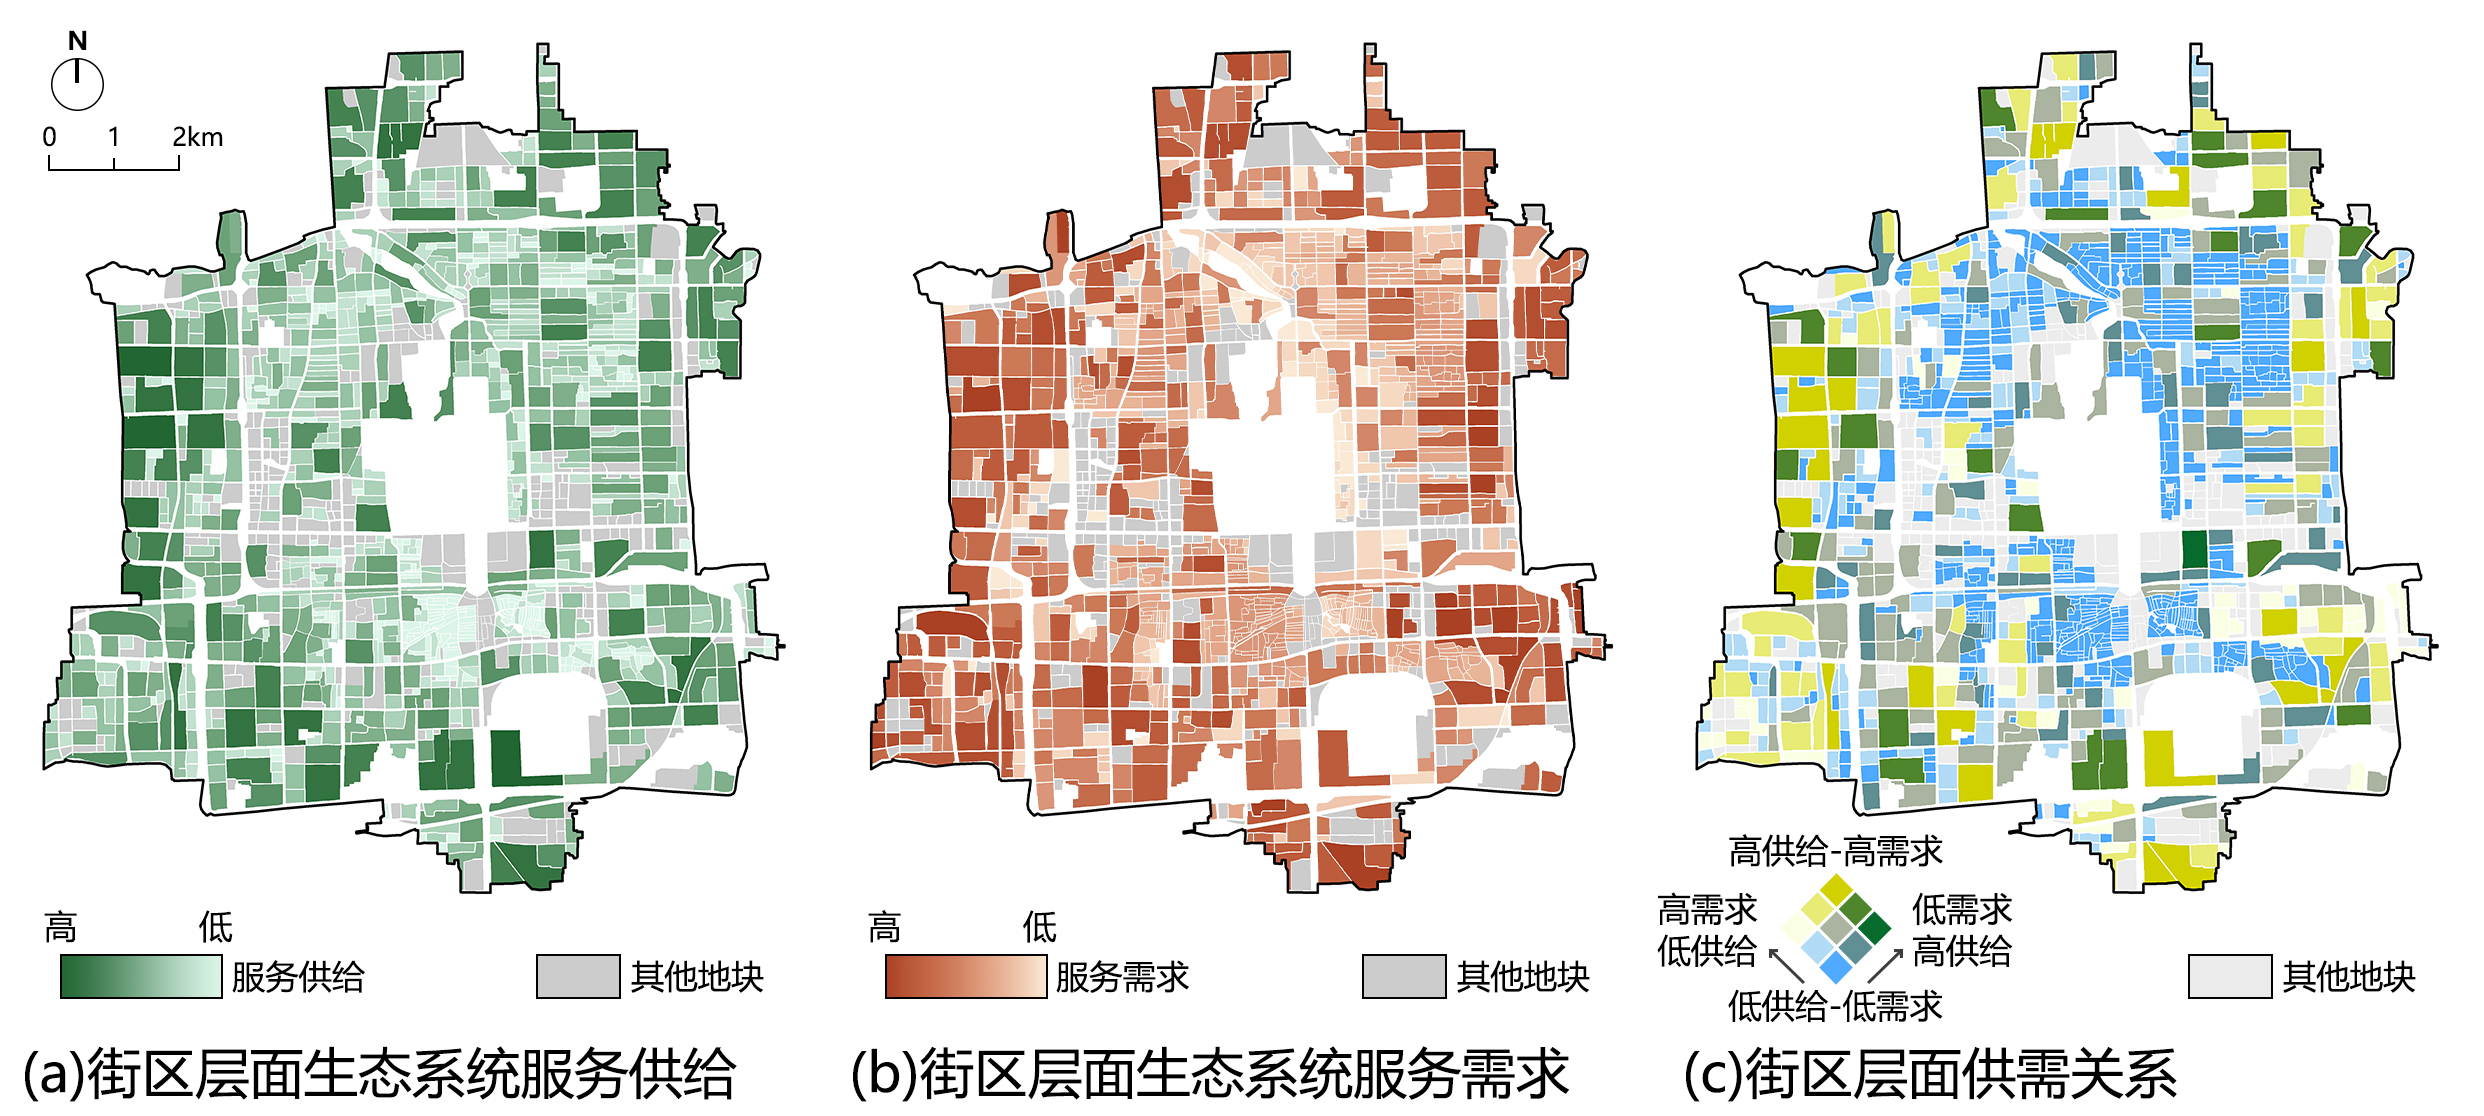 N
0 1 2km
高 低
服务供给
其他地块
(a)街区层面生态系统服务供给
高 低
服务需求
其他地块
(b)街区层面生态系统服务需求
高供给-高需求
高需求
低供给
低需求
高供给
低供给-低需求
其他地块
(c)街区层面供需关系